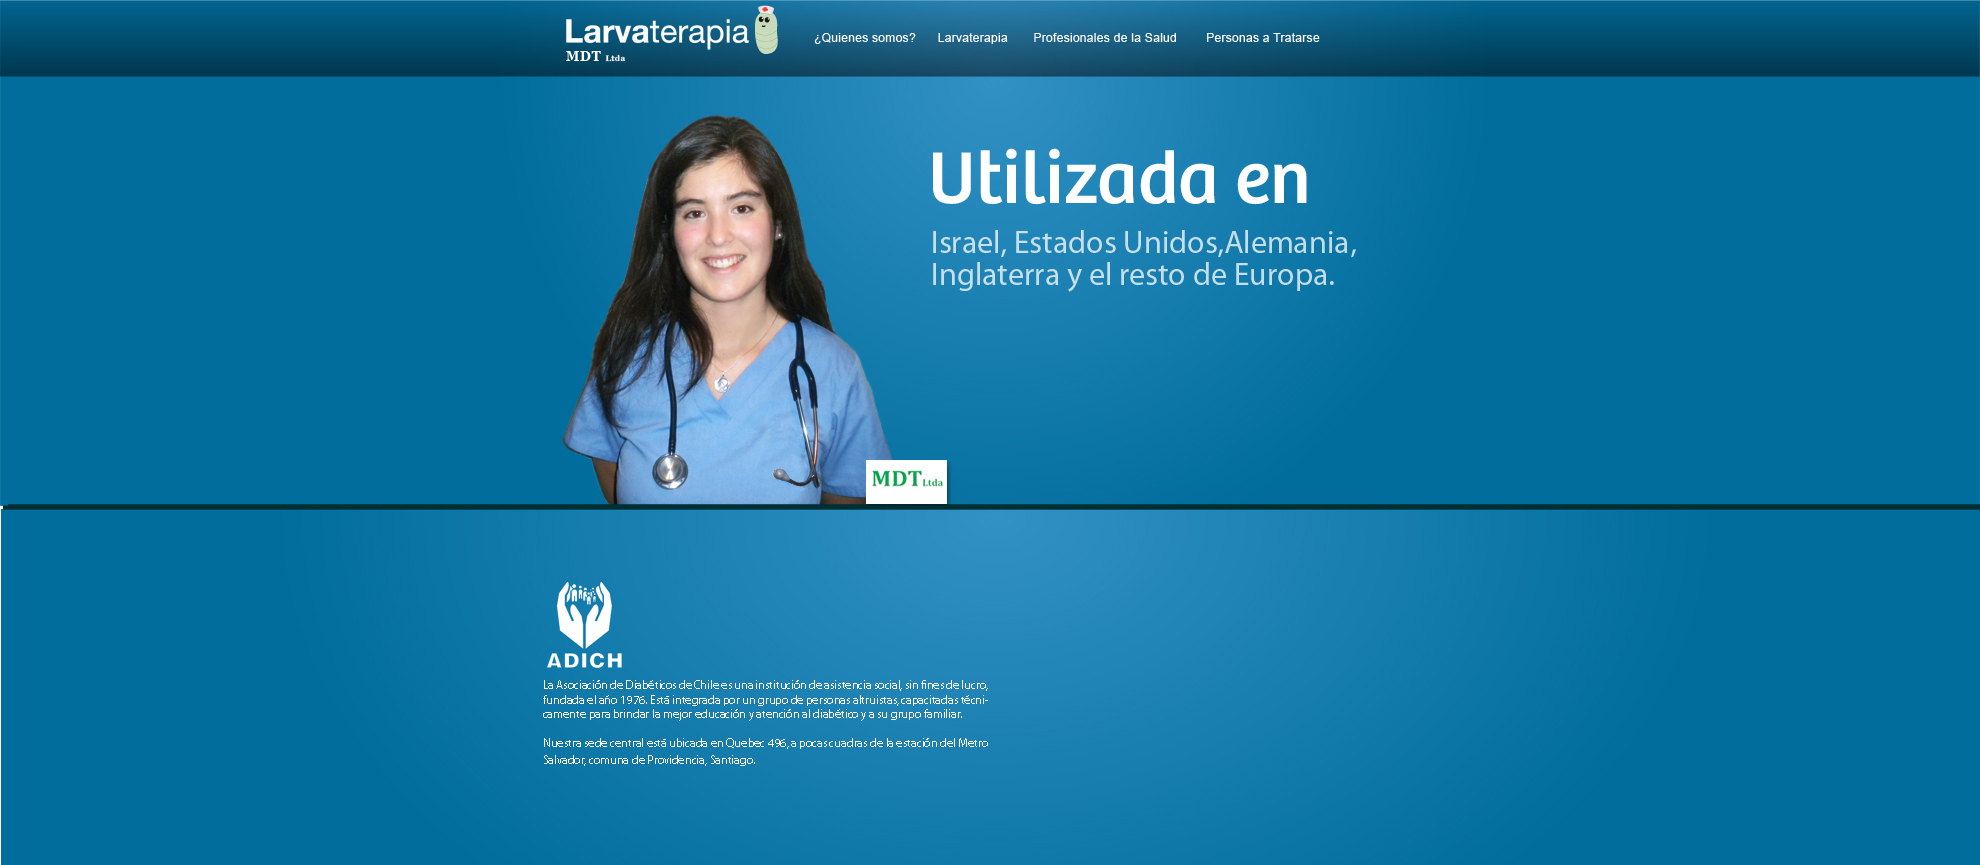 Larvaterapia
MDT Ltda
¿Quienes somos? Larvaterapia Profesionales de la Salud Personas a Tratarse
Utilizada en
Israel, Estados Unidos,Alemania,
Inglaterra y el resto de Europa.
MDT Ltda
ADICH
La Asociación de Diabéticos de Chile es una institución de asistencia social, sin fines de lucro,
fundada el año 1976. Está integrada por un grupo de personas altruistas, capacitadas técni-
camente para brindar la mejor educación y atención al diabético y a su grupo familiar.
Nuestra sede central está ubicada en Quebec 496, a pocas cuadras de la estación del Metro
Salvador, comuna de Providencia, Santiago.